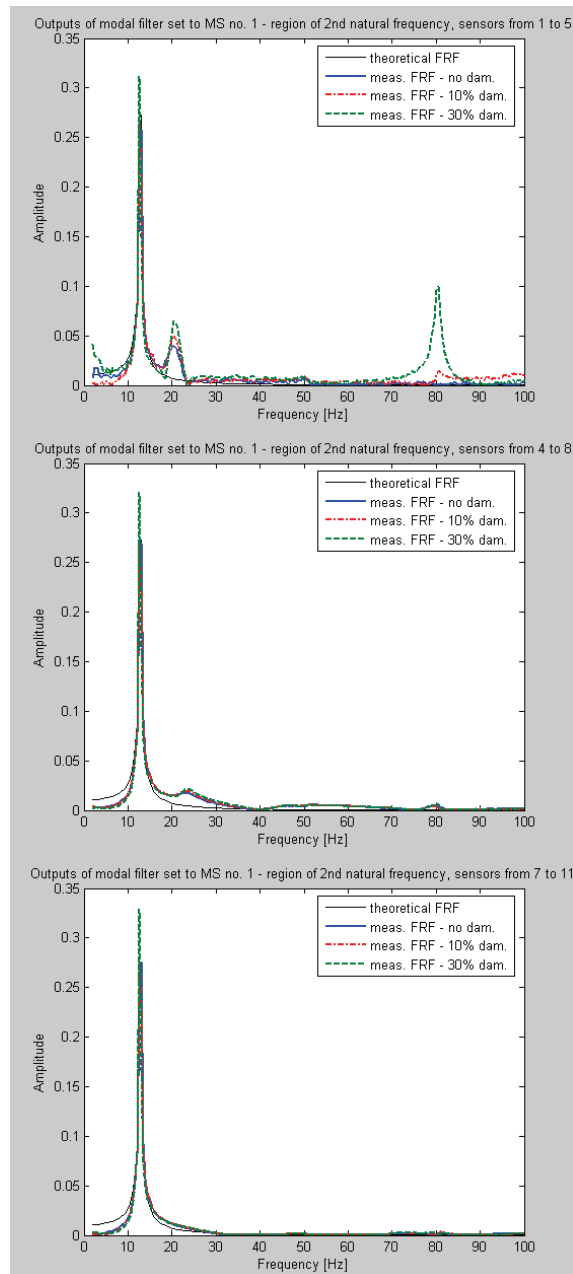 Outputs of modal filter set to MS no. 1 - region of 2nd natural frequency, sensors from 1 to 5
0.35
0.3
0.25
0.2
0.15
0.1
0.05
0
Amplitude
theoretical FRF
meas. FRF - no dam.
meas. FRF - 10% dam.
meas. FRF - 30% dam.
0 10 20 30 40 50 60 70 80 90 100
Frequency [Hz]
Outputs of modal filter set to MS no. 1 - region of 2nd natural frequency, sensors from 4 to 8
0.35
0.3
0.25
0.2
0.15
0.1
0.05
0
Amplitude
theoretical FRF
meas. FRF - no dam.
meas. FRF - 10% dam.
meas. FRF - 30% dam.
0 10 20 30 40 50 60 70 80 90 100
Frequency [Hz]
Outputs of modal filter set to MS no. 1 - region of 2nd natural frequency, sensors from 7 to 11
0.35
0.3
0.25
0.2
0.15
0.1
0.05
0
Amplitude
theoretical FRF
meas. FRF - no dam.
meas. FRF - 10% dam.
meas. FRF - 30% dam.
0 10 20 30 40 50 60 70 80 90 100
Frequency [Hz]